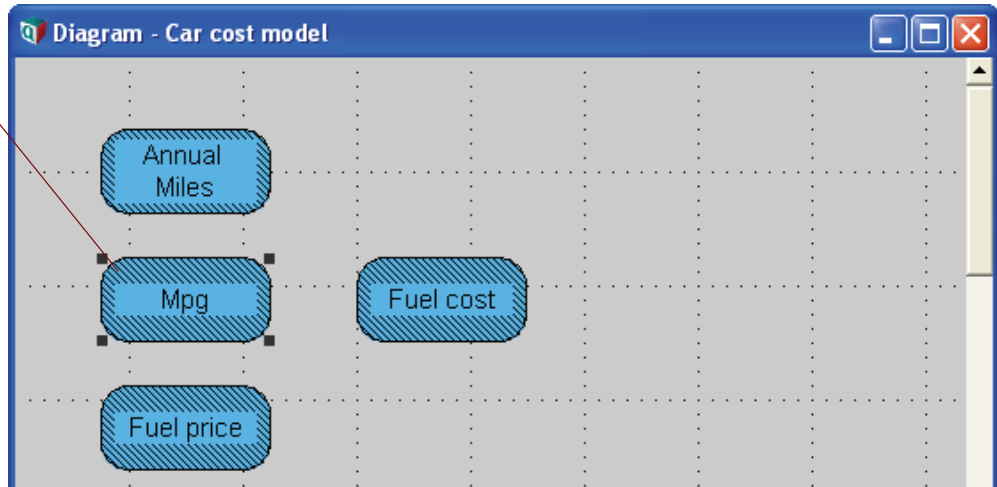 Diagram - Car cost model
Annual
Miles
Mpg
Fuel cost
Fuel price